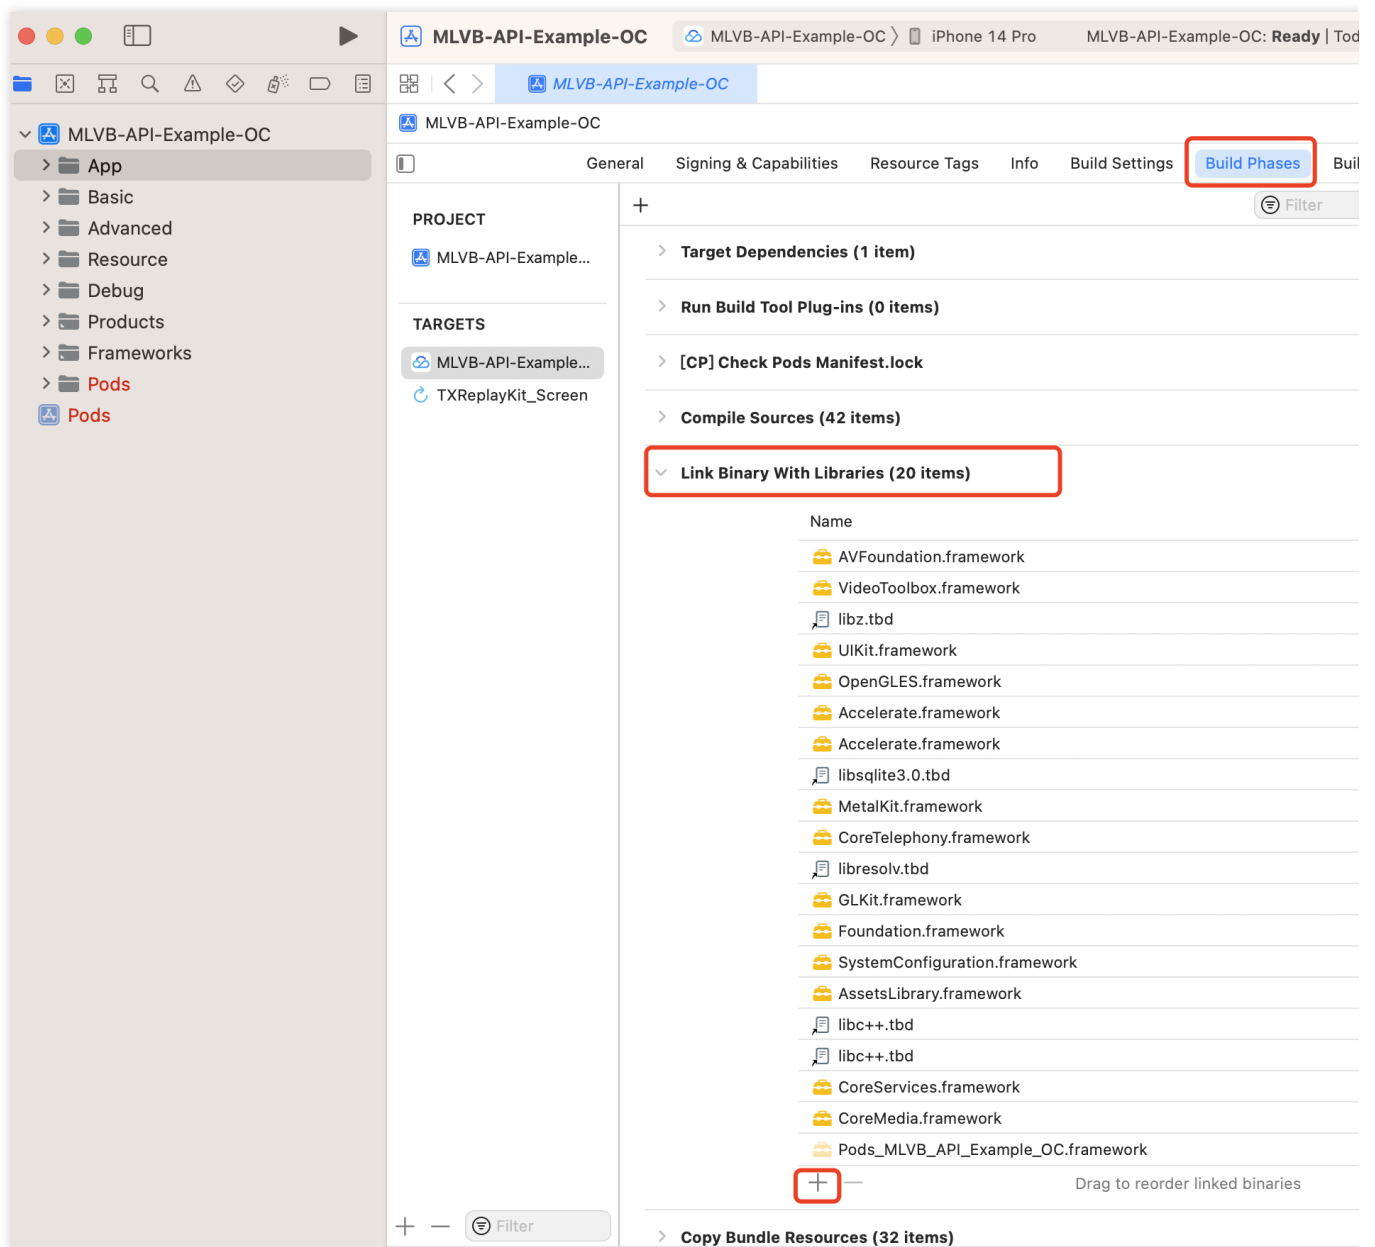 MLVB-API-Example-OC
MLVB-API-Example-OC
iPhone 14 Pro
MLVB-API-Example-OC: Ready | Tod
MLVB-API-Example-OC
MLVB-API-Example-OC
MLVB-API-Example-OC
App
Basic
Advanced
Resource
Debug
Products
Frameworks
Pods
Pods
General
Signing & Capabilities
Resource Tags
Info
Build Settings
Build Phases
Buil
PROJECT
MLVB-API-Example...
TARGETS
MLVB-API-Example...
TXReplayKit_Screen
Filter
Filter
Target Dependencies (1 item)
Run Build Tool Plug-ins (0 items)
[CP] Check Pods Manifest.lock
Compile Sources (42 items)
Link Binary With Libraries (20 items)
Name
AVFoundation.framework
VideoToolbox.framework
libz.tbd
UIKit.framework
OpenGLES.framework
Accelerate.framework
Accelerate.framework
libsqlite3.0.tbd
MetalKit.framework
CoreTelephony.framework
libresolv.tbd
GLKit.framework
Foundation.framework
SystemConfiguration.framework
AssetsLibrary.framework
libc++.tbd
libc++.tbd
CoreServices.framework
CoreMedia.framework
Pods_MLVB_API_Example_OC.framework
Drag to reorder linked binaries
Copy Bundle Resources (32 items)